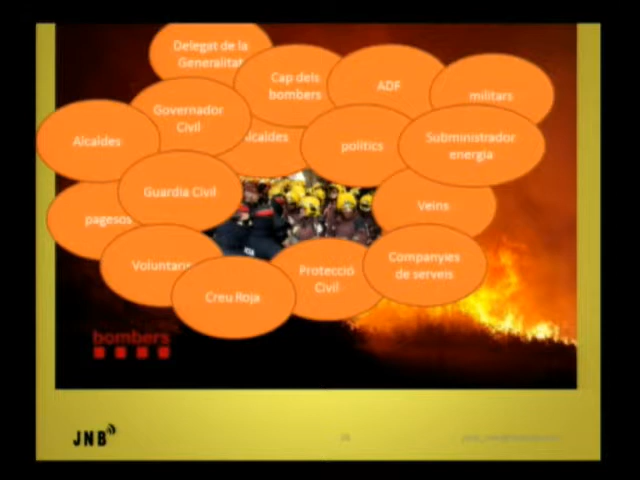 Delegat de la
Generalitat
Cap dels
bombers
ADF
militars
Governador
Civil
Alcaldes
polítics
Subministrador
energia
Alcaldes
Guardia Civil
Veins
pagesos
Voluntaris
Protecció
Civil
Companyies
de serveis
Creu Roja
bombers
JNB